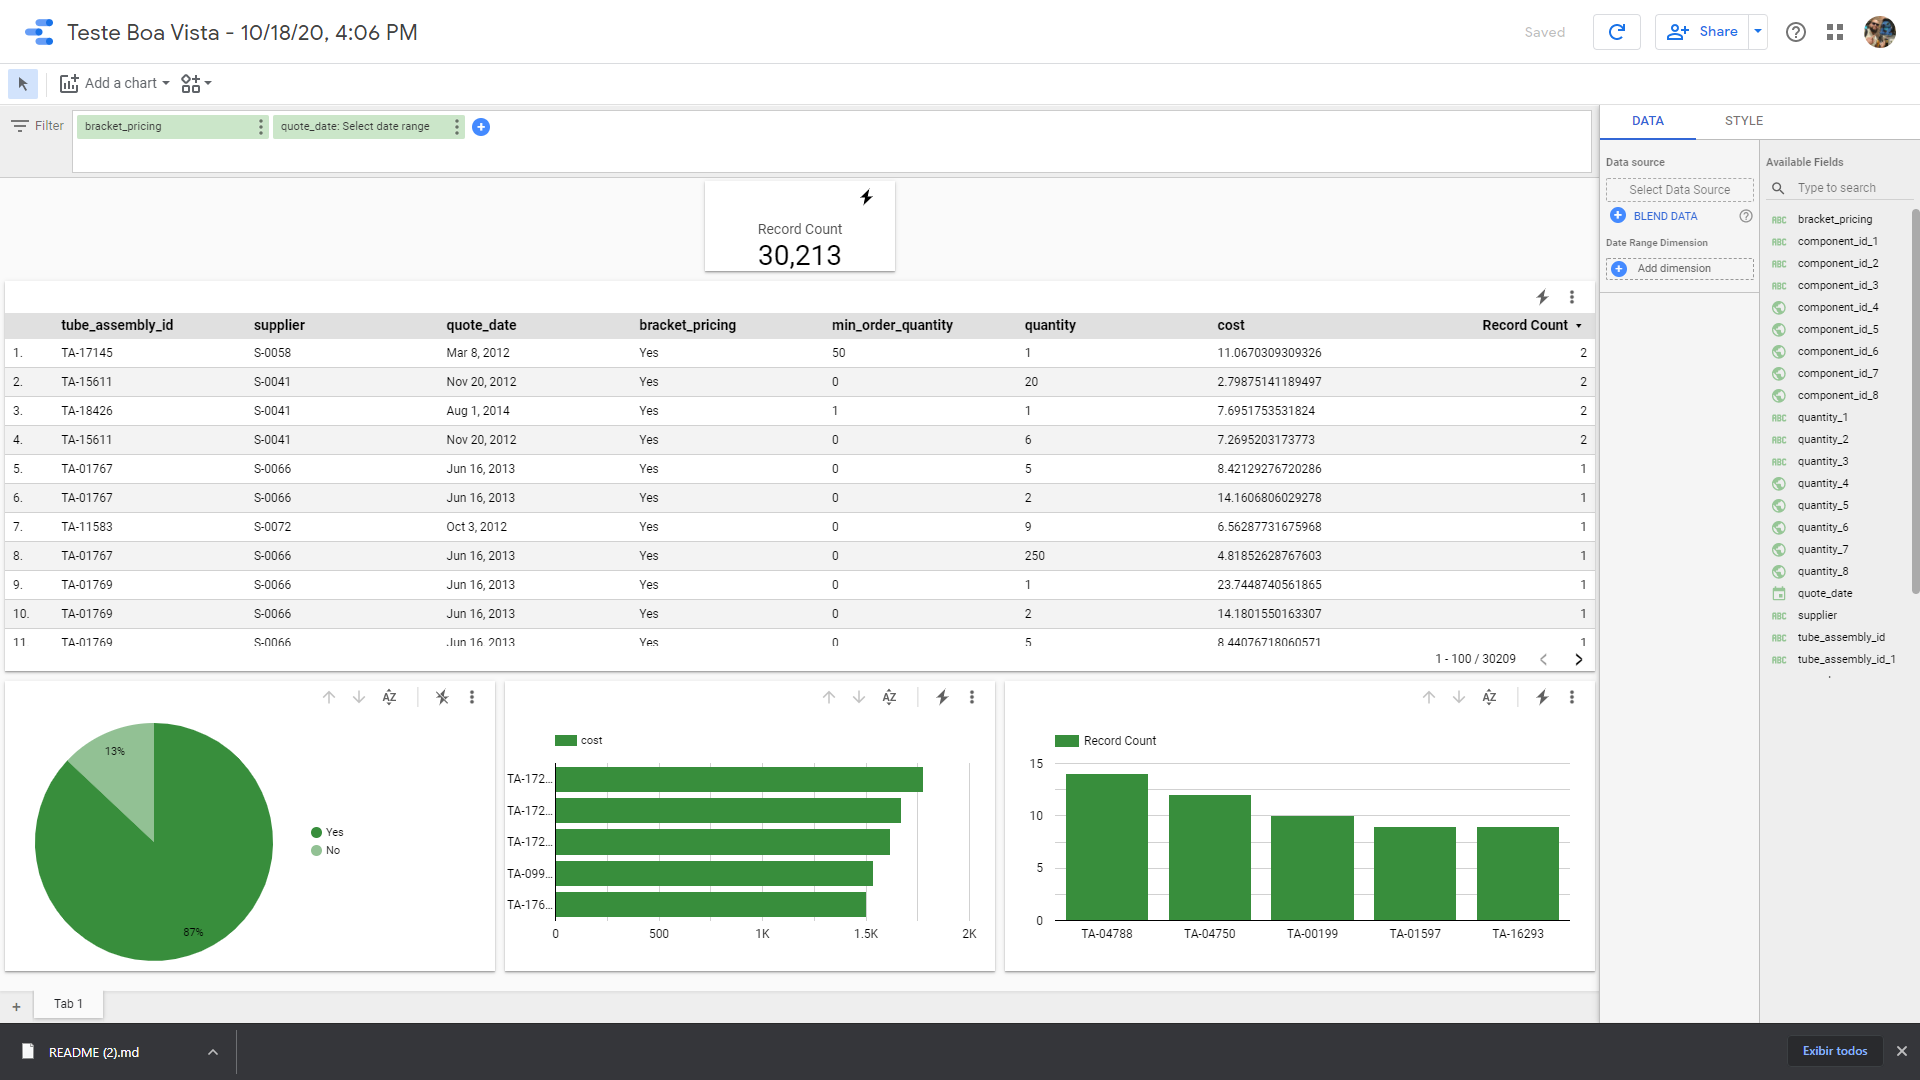 Teste Boa Vista - 10/18/20, 4:06 PM
Saved
Share
Add a chart
Filter
bracket_pricing
quote_date: Select date range
Record Count
30,213
tube_assembly_id supplier quote_date bracket_pricing min_order_quantity quantity cost Record Count
1. TA-17145 S-0058 Mar 8, 2012 Yes 50 1 11.0670309309326 2
2. TA-15611 S-0041 Nov 20, 2012 Yes 0 20 2.79875141189497 2
3. TA-18426 S-0041 Aug 1, 2014 Yes 1 1 7.6951753531824 2
4. TA-15611 S-0041 Nov 20, 2012 Yes 0 6 7.2695203173773 2
5. TA-01767 S-0066 Jun 16, 2013 Yes 0 5 8.42129276720286 1
6. TA-01767 S-0066 Jun 16, 2013 Yes 0 2 14.1606806029278 1
7. TA-11583 S-0072 Oct 3, 2012 Yes 0 9 6.56287731675968 1
8. TA-01767 S-0066 Jun 16, 2013 Yes 0 250 4.81852628767603 1
9. TA-01769 S-0066 Jun 16, 2013 Yes 0 1 23.7448740561865 1
10. TA-01769 S-0066 Jun 16, 2013 Yes 0 2 14.1801550163307 1
11 TA-01769 S-0066 Jun 16, 2013 Yes 0 5 8.44076718060571 1
1 - 100 / 30209
AZ
13%
87%
Yes
No
AZ
cost
TA-172...
TA-172...
TA-172...
TA-099...
TA-176...
0 500 1K 1.5K 2K
AZ
Record Count
15
10
5
0
TA-04788 TA-04750 TA-00199 TA-01597 TA-16293
Tab 1
DATA STYLE
Data source
Select Data Source
BLEND DATA
Date Range Dimension
Add dimension
Available Fields
Type to search
ABC bracket_pricing
ABC component_id_1
ABC component_id_2
ABC component_id_3
component_id_4
component_id_5
component_id_6
component_id_7
component_id_8
ABC quantity_1
ABC quantity_2
ABC quantity_3
quantity_4
quantity_5
quantity_6
quantity_7
quantity_8
quote_date
ABC supplier
ABC tube_assembly_id
ABC tube_assembly_id_1
README (2).md
Exibir todos